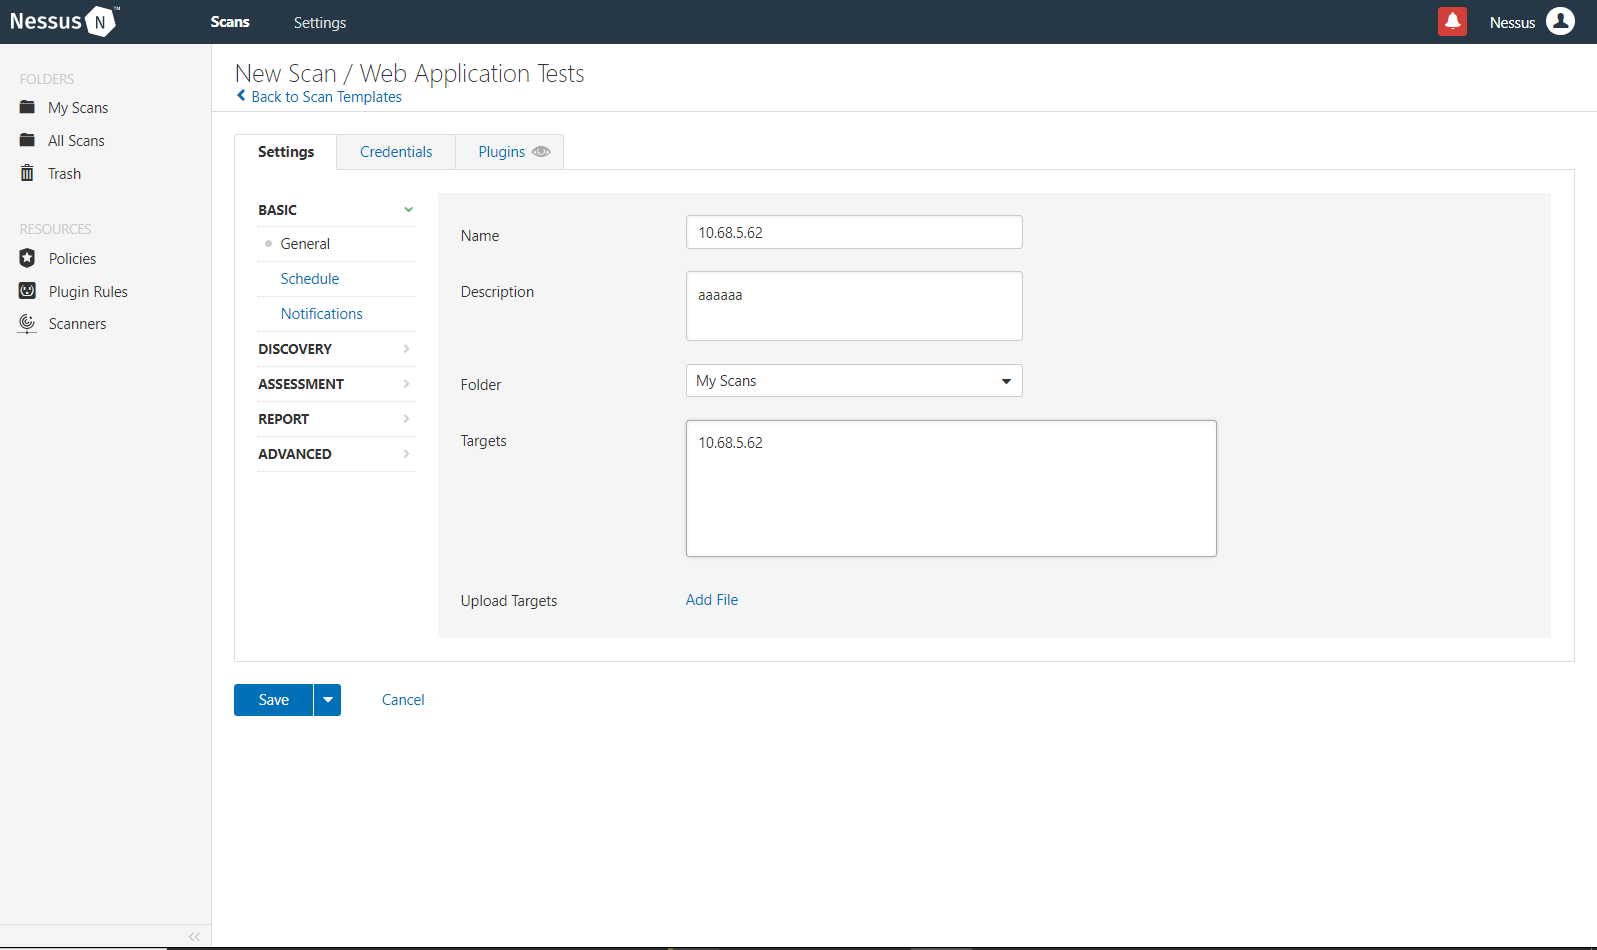 Nessus N ™
Scans
Settings
Nessus
FOLDERS
My Scans
All Scans
Trash
RESOURCES
Policies
Plugin Rules
Scanners
New Scan / Web Application Tests
Back to Scan Templates
Settings
Credentials
Plugins
BASIC
General
Schedule
Notifications
DISCOVERY
ASSESSMENT
REPORT
ADVANCED
Name
10.68.5.62
Description
aaaaaa
Folder
My Scans
Targets
10.68.5.62
Upload Targets
Add File
Save
Cancel